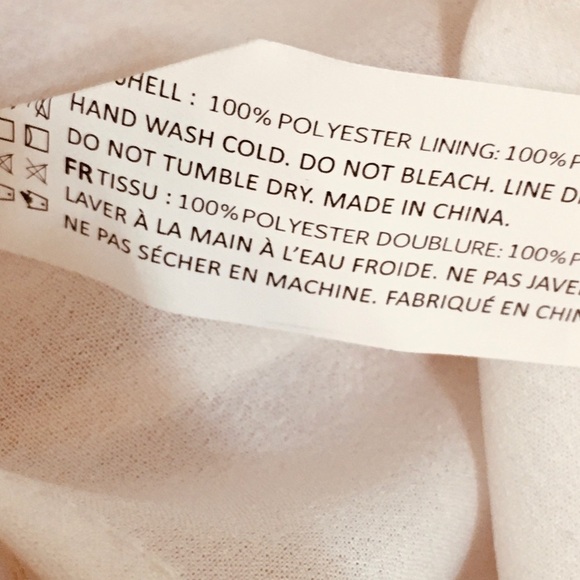 SHELL : 100% POLYESTER LINING: 100%
HAND WASH COLD. DO NOT BLEACH. LINE
DO NOT TUMBLE DRY. MADE IN CHINA.
FR TISSU : 100% POLYESTER DOUBLURE: 100%
LAVER À LA MAIN À L'EAU FROIDE. NE PAS JAVE
NE PAS SÉCHER EN MACHINE. FABRIQUÉ EN CHIN